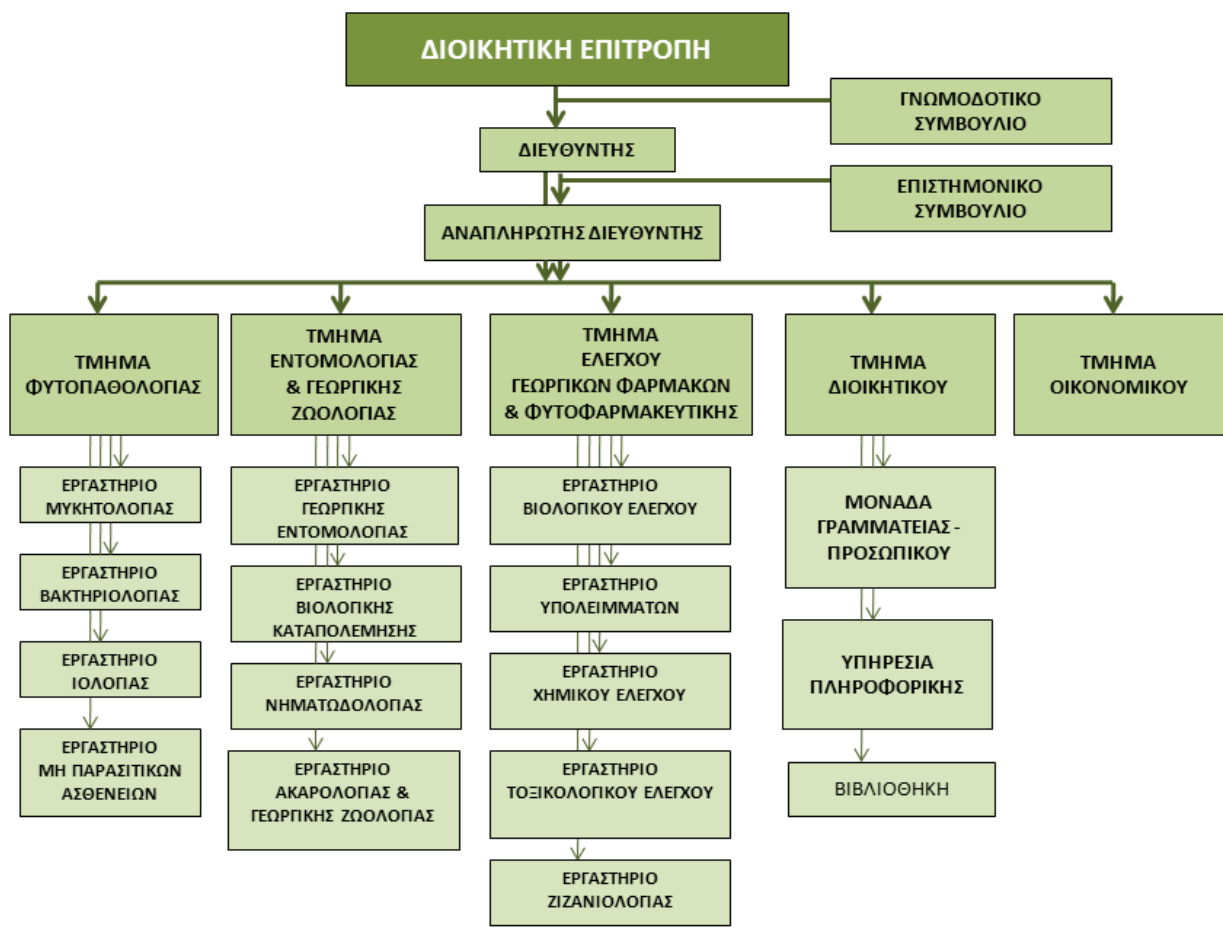 ΔΙΟΙΚΗΤΙΚΗ ΕΠΙΤΡΟΠΗ
ΓΝΩΜΟΔΟΤΙΚΟ
ΣΥΜΒΟΥΛΙΟ
ΔΙΕΥΘΥΝΤΗΣ
ΕΠΙΣΤΗΜΟΝΙΚΟ
ΣΥΜΒΟΥΛΙΟ
ΑΝΑΠΛΗΡΩΤΗΣ ΔΙΕΥΘΥΝΤΗΣ
ΤΜΗΜΑ
ΦΥΤΟΠΑΘΟΛΟΓΙΑΣ
ΤΜΗΜΑ
ΕΝΤΟΜΟΛΟΓΙΑΣ
& ΓΕΩΡΓΙΚΗΣ
ΖΩΟΛΟΓΙΑΣ
ΤΜΗΜΑ
ΕΛΕΓΧΟΥ
ΓΕΩΡΓΙΚΩΝ ΦΑΡΜΑΚΩΝ
& ΦΥΤΟΦΑΡΜΑΚΕΥΤΙΚΗΣ
ΤΜΗΜΑ
ΔΙΟΙΚΗΤΙΚΟΥ
ΤΜΗΜΑ
ΟΙΚΟΝΟΜΙΚΟΥ
ΕΡΓΑΣΤΗΡΙΟ
ΜΥΚΗΤΟΛΟΓΙΑΣ
ΕΡΓΑΣΤΗΡΙΟ
ΒΑΚΤΗΡΙΟΛΟΓΙΑΣ
ΕΡΓΑΣΤΗΡΙΟ
ΙΟΛΟΓΙΑΣ
ΕΡΓΑΣΤΗΡΙΟ
ΜΗ ΠΑΡΑΣΙΤΙΚΩΝ
ΑΣΘΕΝΕΙΩΝ
ΕΡΓΑΣΤΗΡΙΟ
ΓΕΩΡΓΙΚΗΣ
ΕΝΤΟΜΟΛΟΓΙΑΣ
ΕΡΓΑΣΤΗΡΙΟ
ΒΙΟΛΟΓΙΚΗΣ
ΚΑΤΑΠΟΛΕΜΗΣΗΣ
ΕΡΓΑΣΤΗΡΙΟ
ΝΗΜΑΤΩΔΟΛΟΓΙΑΣ
ΕΡΓΑΣΤΗΡΙΟ
ΑΚΑΡΟΛΟΓΙΑΣ &
ΓΕΩΡΓΙΚΗΣ ΖΩΟΛΟΓΙΑΣ
ΕΡΓΑΣΤΗΡΙΟ
ΒΙΟΛΟΓΙΚΟΥ ΕΛΕΓΧΟΥ
ΕΡΓΑΣΤΗΡΙΟ
ΥΠΟΛΕΙΜΜΑΤΩΝ
ΕΡΓΑΣΤΗΡΙΟ
ΧΗΜΙΚΟΥ ΕΛΕΓΧΟΥ
ΕΡΓΑΣΤΗΡΙΟ
ΤΟΞΙΚΟΛΟΓΙΚΟΥ ΕΛΕΓΧΟΥ
ΕΡΓΑΣΤΗΡΙΟ
ΖΙΖΑΝΙΟΛΟΓΙΑΣ
ΜΟΝΑΔΑ
ΓΡΑΜΜΑΤΕΙΑΣ -
ΠΡΟΣΩΠΙΚΟΥ
ΥΠΗΡΕΣΙΑ
ΠΛΗΡΟΦΟΡΙΚΗΣ
ΒΙΒΛΙΟΘΗΚΗ